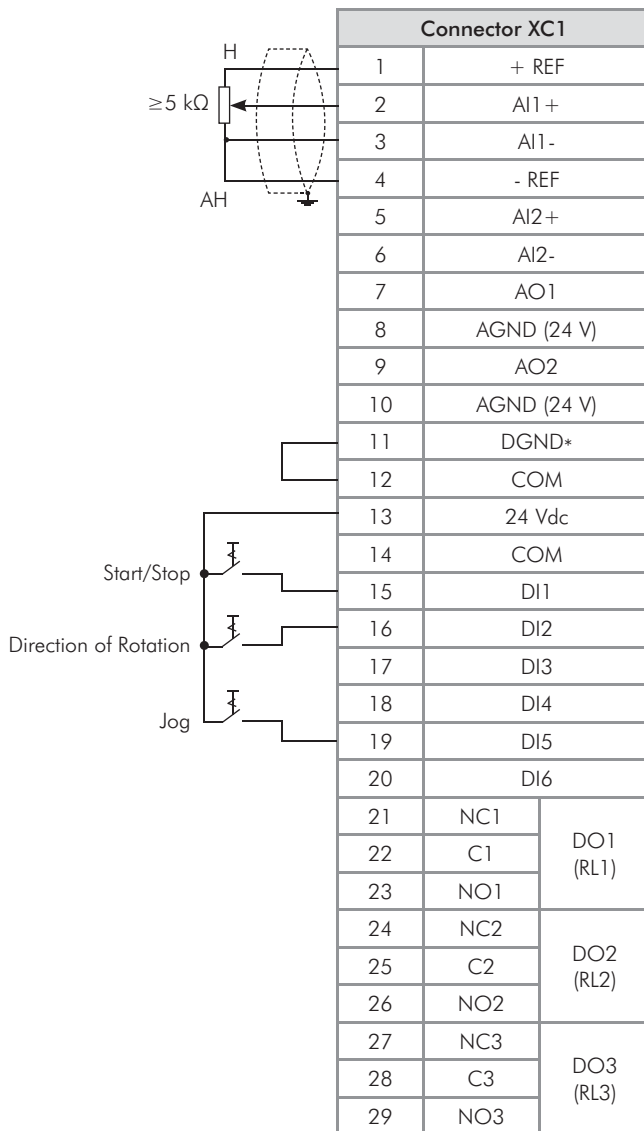 Connector XC1
H
≥5 kΩ
AH
1 + REF
2 AI1+
3 AI1-
4 - REF
5 AI2+
6 AI2-
7 AO1
8 AGND (24 V)
9 AO2
10 AGND (24 V)
11 DGND*
12 COM
13 24 Vdc
14 COM
Start/Stop
15 DI1
16 DI2
Direction of Rotation
17 DI3
18 DI4
Jog
19 DI5
20 DI6
21 NC1
22 C1
23 NO1
DO1
(RL1)
24 NC2
25 C2
26 NO2
DO2
(RL2)
27 NC3
28 C3
29 NO3
DO3
(RL3)